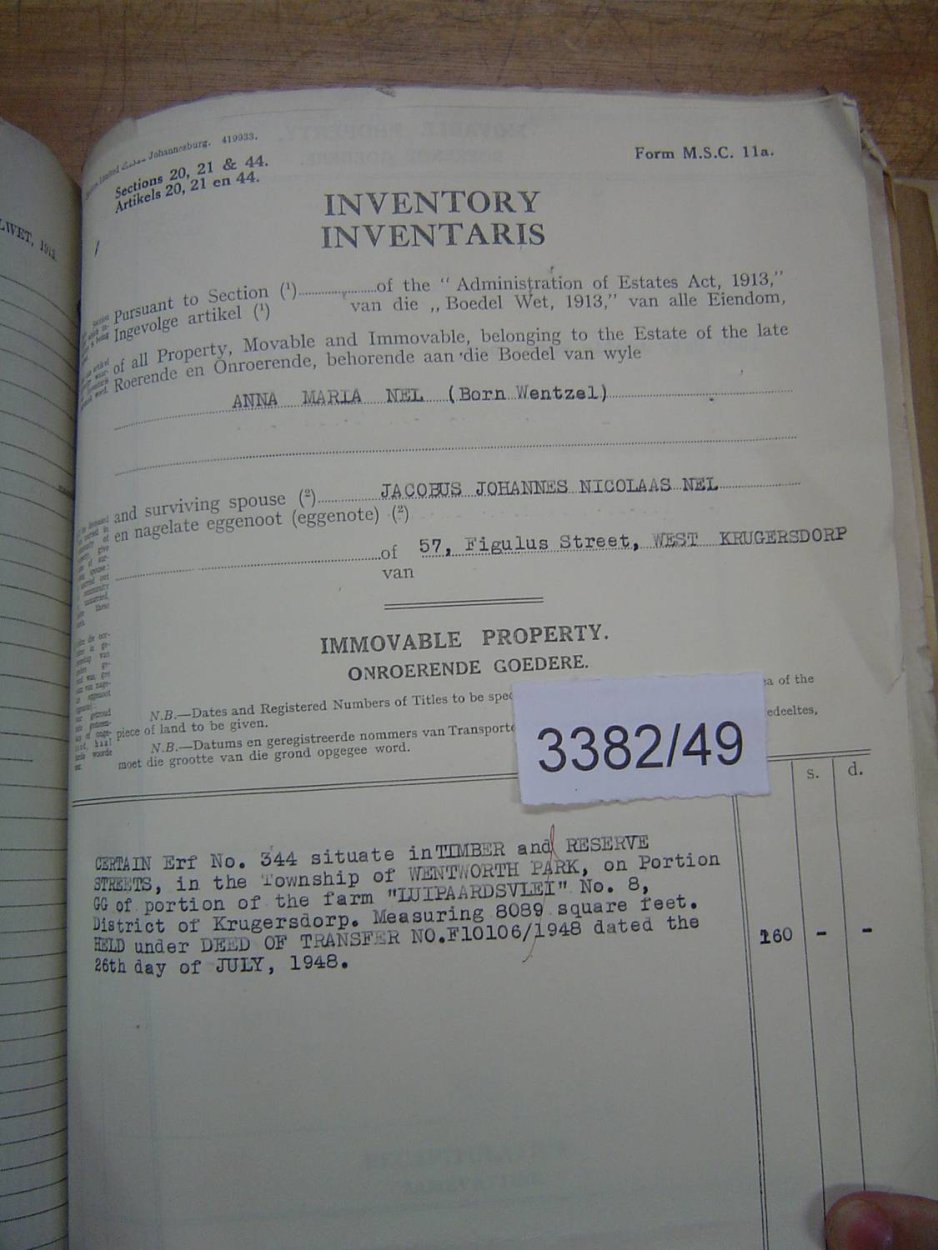 Johannesburg. 419933.
Form M.S.C. 11a.
Sections 20, 21 & 44.
Artikels 20, 21 en 44.
INVENTORY
INVENTARIS
Pursuant to Section (¹) of the "Administration of Estates Act, 1913,"
Ingevolge artikel (¹) van die „Boedel Wet, 1913," van alle Eiendom,
of all Property, Movable and Immovable, belonging to the Estate of the late
Roerende en Onroerende, behorende aan die Boedel van wyle
ANNA MARIA NEL (Born Wentzel)
and surviving spouse (²) JACOBUS JOHANNES NICOLAAS NEL
en nagelate eggenoot (eggenote) (²)
of 57, Figulus Street, WEST KRUGERSDORP
van
IMMOVABLE PROPERTY.
ONROERENDE GOEDERE.
N.B.—Dates and Registered Numbers of Titles to be of the
piece of land to be given.
N.B.—Datums en geregistreerde nommers van
moet die grootte van die grond opgegee word.
3382/49
s. d.
CERTAIN Erf No. 344 situate in TIMBER and RESERVE
STREETS, in the Township of WENTWORTH PARK, on Portion
GG of portion of the farm "LUIPAARDSVLEI" No. 8,
District of Krugersdorp. Measuring 8089 square feet.
HELD under DEED OF TRANSFER NO.F10106/1948 dated the
26th day of JULY, 1948.
160 - -